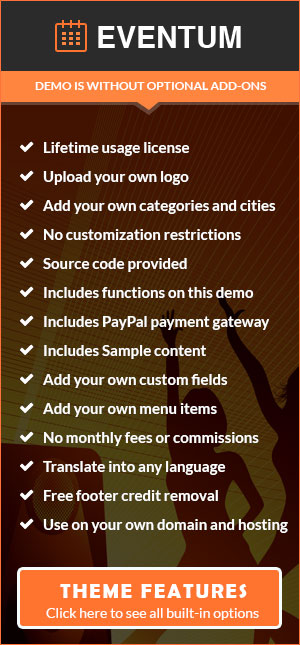 EVENTUM
DEMO IS WITHOUT OPTIONAL ADD-ONS
Lifetime usage license
Upload your own logo
Add your own categories and cities
No customization restrictions
Source code provided
Includes functions on this demo
Includes PayPal payment gateway
Includes Sample content
Add your own custom fields
Add your own menu items
No monthly fees or commissions
Translate into any language
Free footer credit removal
Use on your own domain and hosting
THEME FEATURES
Click here to see all built-in options